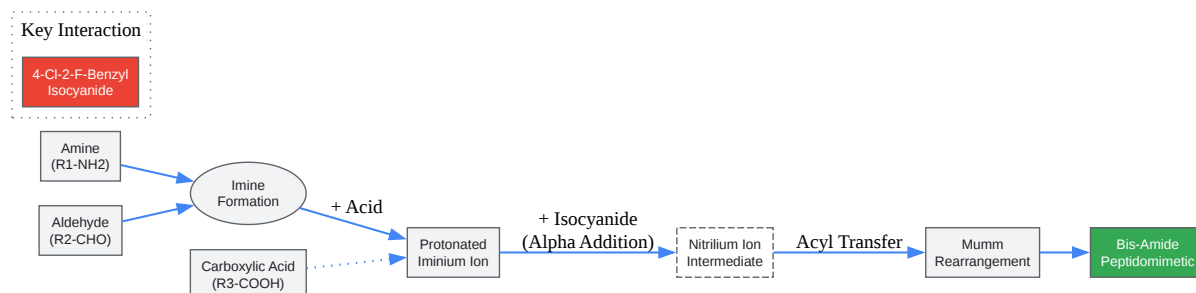 Key Interaction
4-Cl-2-F-Benzyl
Isocyanide
Amine
(R1-NH2)
Imine
Formation
Aldehyde
(R2-CHO)
+ Acid
Carboxylic Acid
(R3-COOH)
Protonated
Iminium Ion
+ Isocyanide
(Alpha Addition)
Nitrilium Ion
Intermediate
Acyl Transfer
Mumm
Rearrangement
Bis-Amide
Peptidomimetic